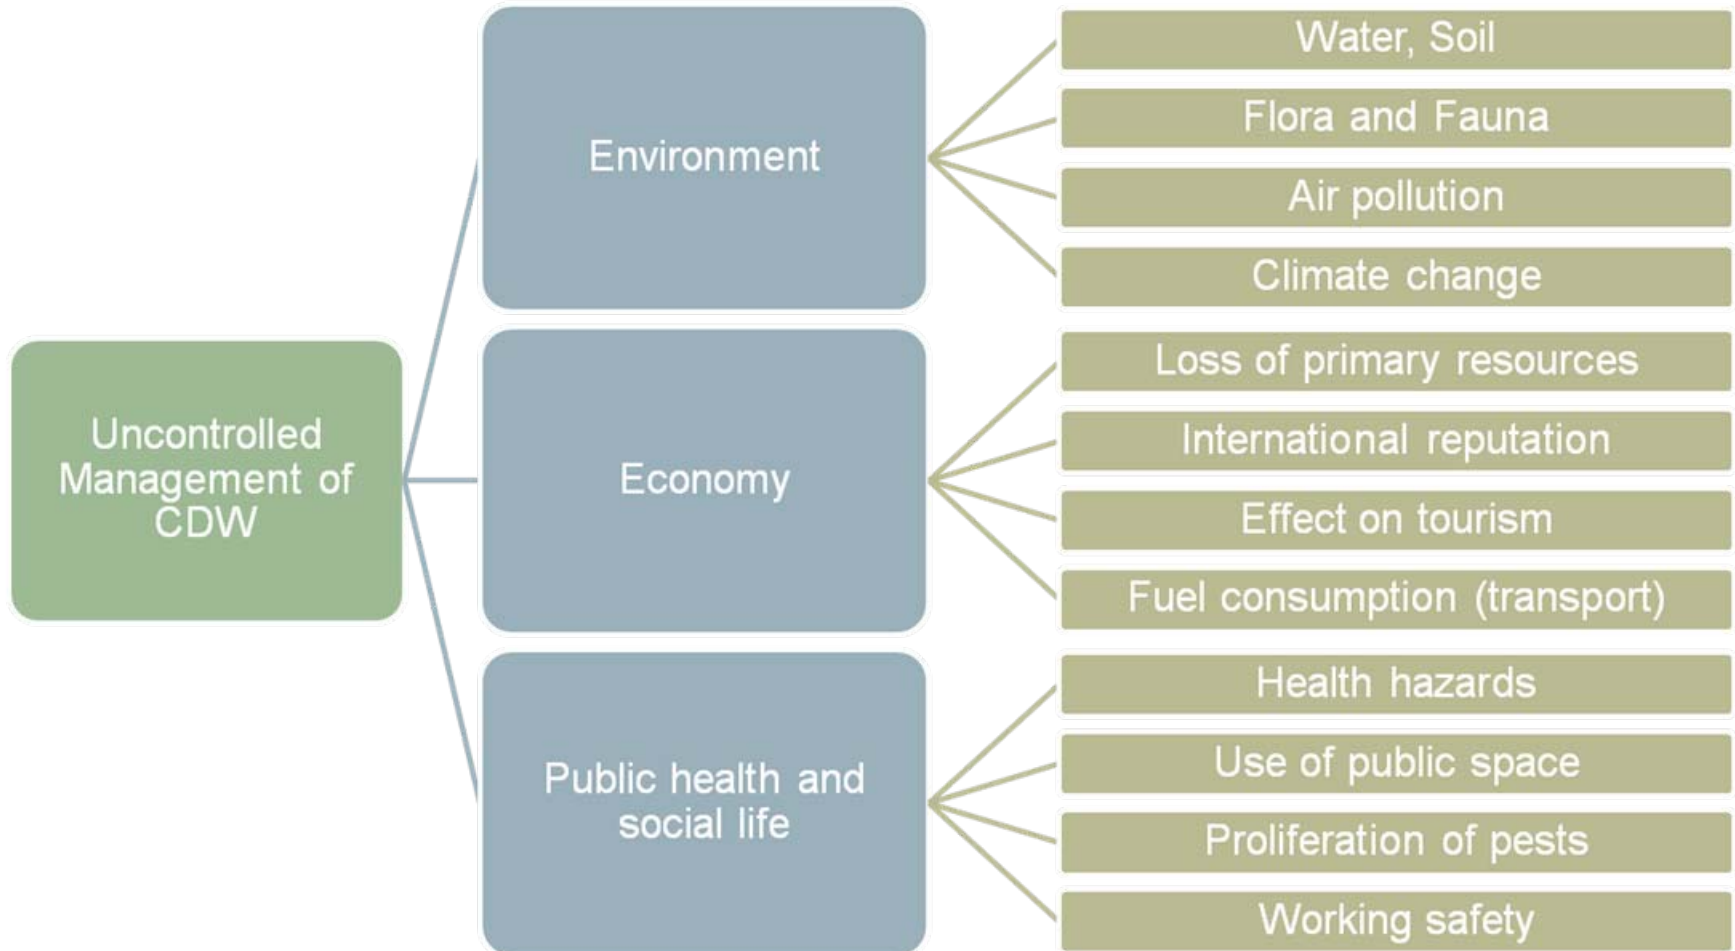 Uncontrolled
Management of
CDW
Environment
Water, Soil
Flora and Fauna
Air pollution
Climate change
Economy
Loss of primary resources
International reputation
Effect on tourism
Fuel consumption (transport)
Public health and
social life
Health hazards
Use of public space
Proliferation of pests
Working safety